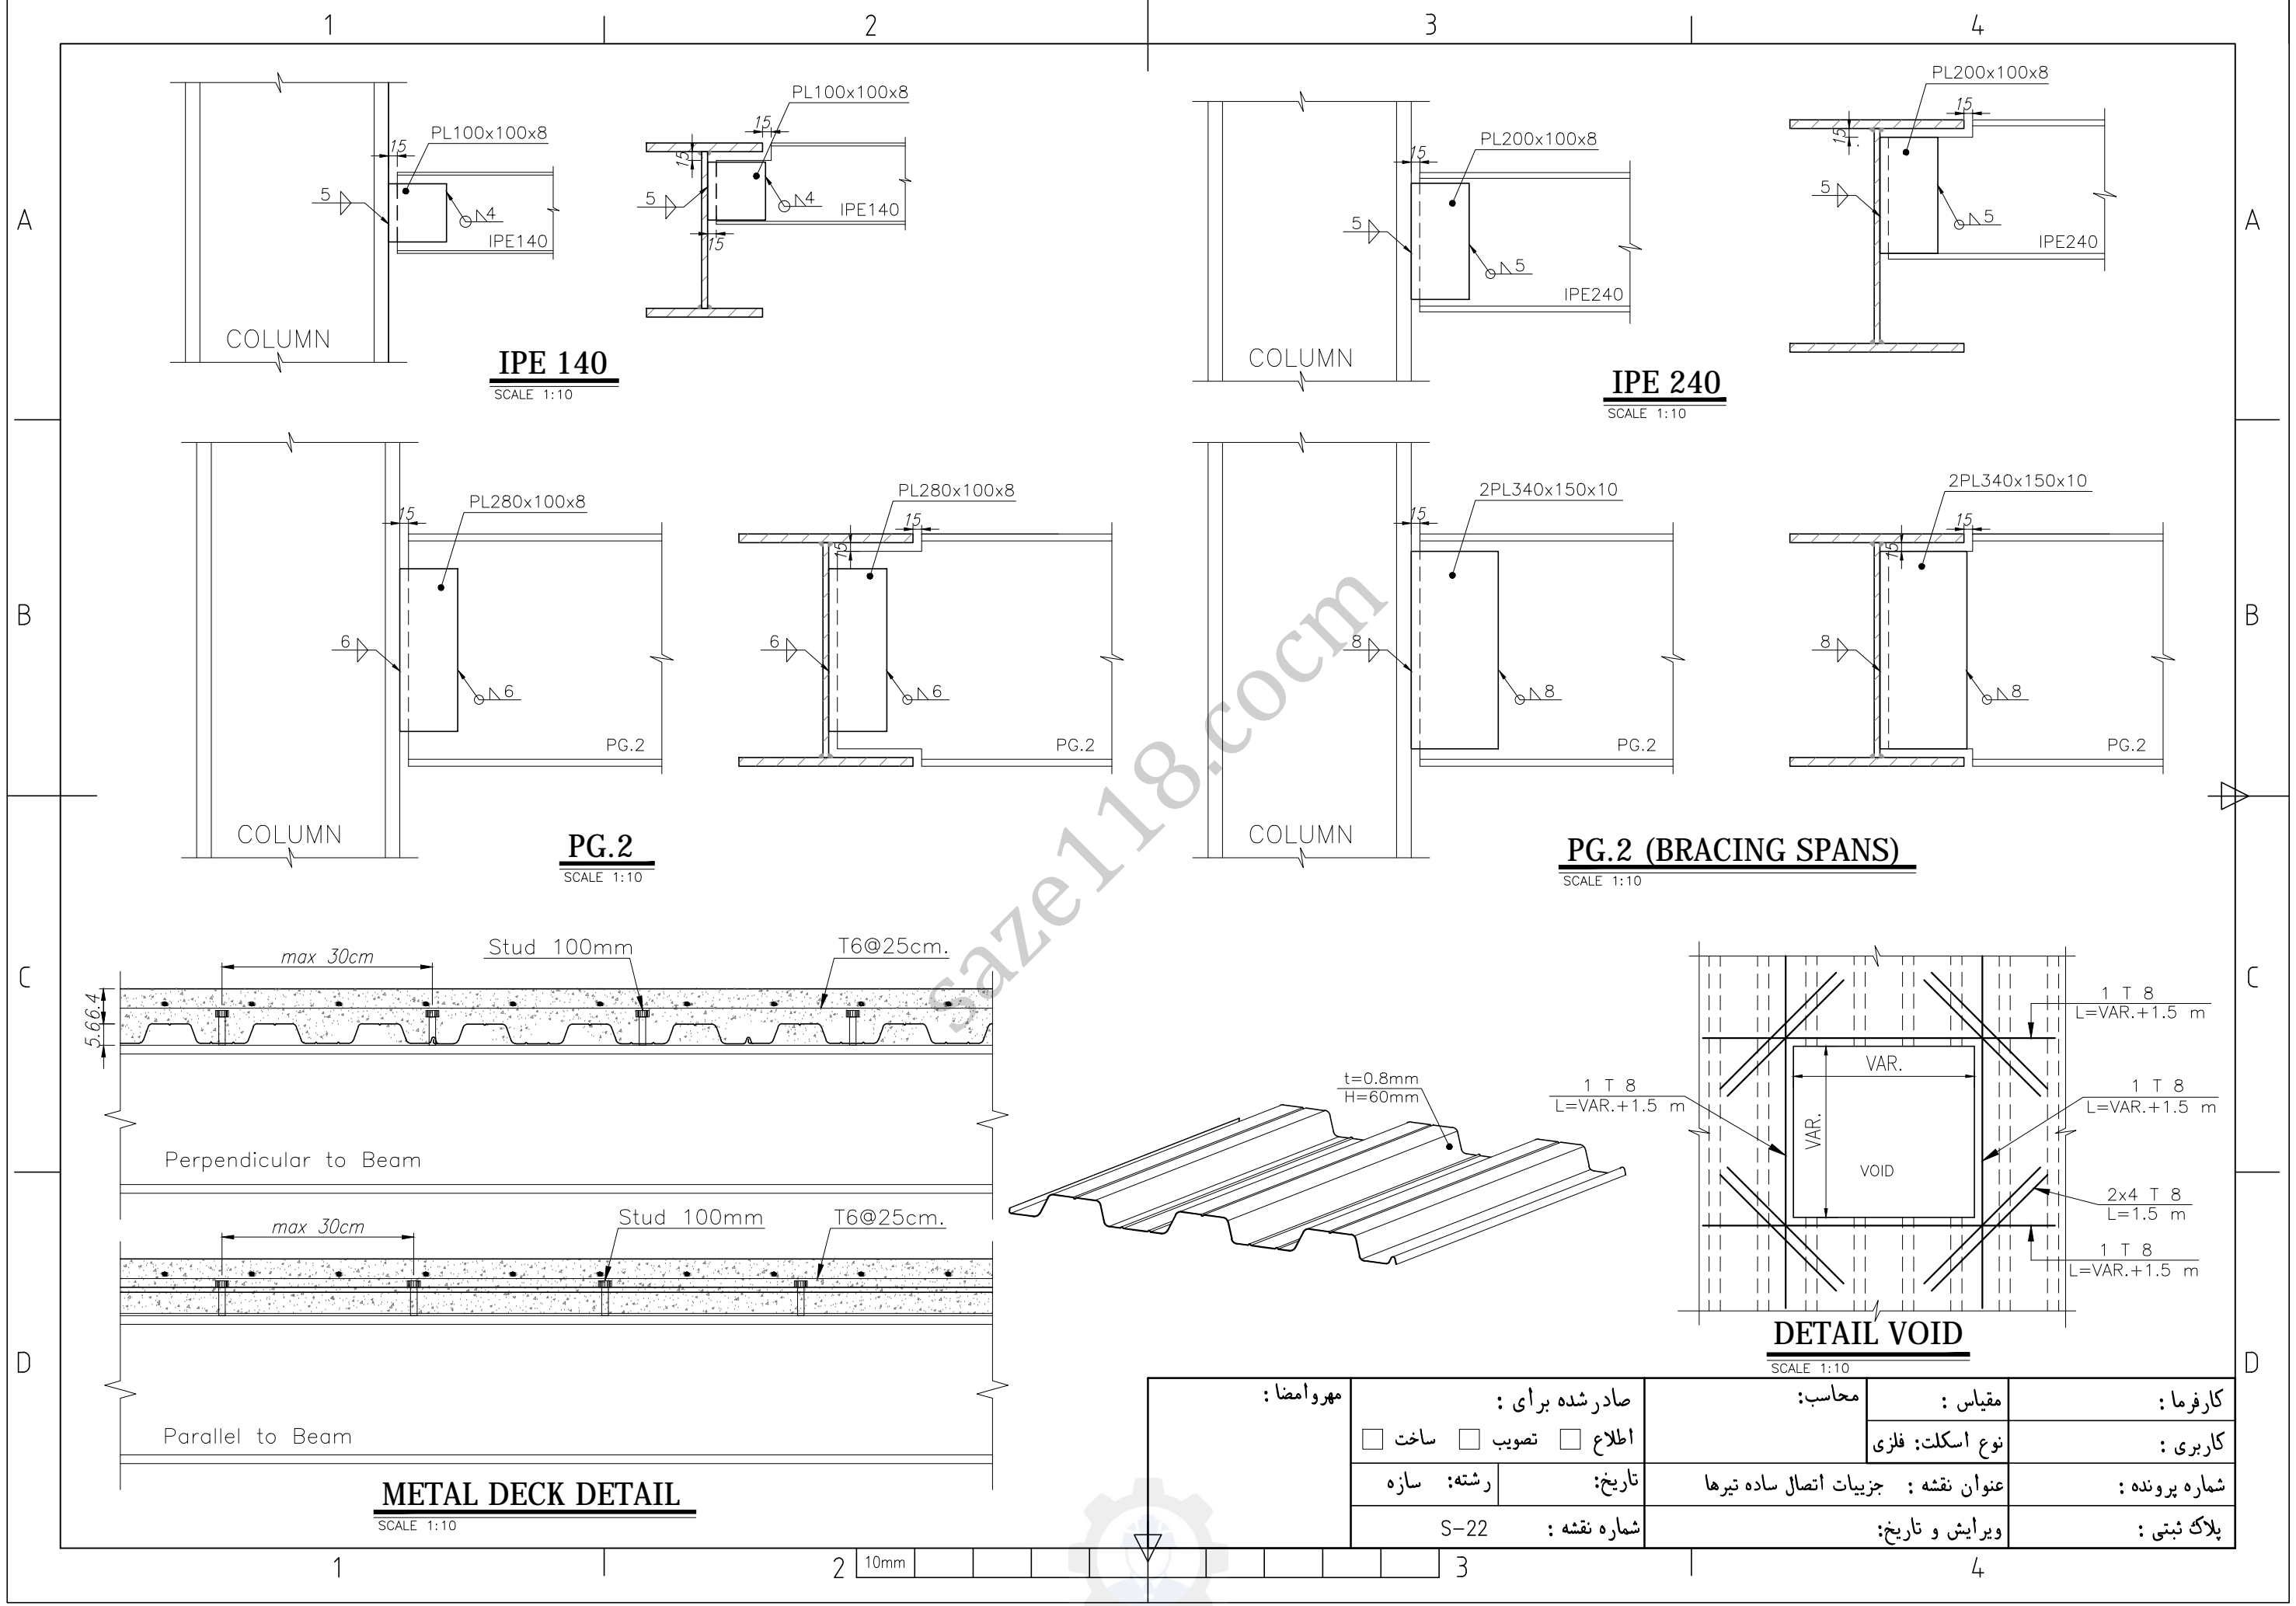 1
2
3
4
A
A
PL100x100x8
15
5
4
IPE140
COLUMN
PL100x100x8
15
15
5
4
IPE140
15
IPE 140
SCALE 1:10
PL200x100x8
15
5
5
IPE240
COLUMN
PL200x100x8
15
15
5
5
IPE240
IPE 240
SCALE 1:10
B
B
PL280x100x8
15
6
6
PG.2
COLUMN
PL280x100x8
15
15
6
6
PG.2
PG.2
SCALE 1:10
2PL340x150x10
15
8
8
PG.2
COLUMN
2PL340x150x10
15
15
8
8
PG.2
PG.2 (BRACING SPANS)
SCALE 1:10
saze118.cocm
C
C
max 30cm
Stud 100mm
T6@25cm.
5.66.4
Perpendicular to Beam
max 30cm
Stud 100mm
T6@25cm.
Parallel to Beam
METAL DECK DETAIL
SCALE 1:10
t=0.8mm
H=60mm
1 T 8
L=VAR.+1.5 m
VAR.
1 T 8
L=VAR.+1.5 m
1 T 8
L=VAR.+1.5 m
VAR.
VOID
2x4 T 8
L=1.5 m
1 T 8
L=VAR.+1.5 m
DETAIL VOID
SCALE 1:10
D
D
کارفرما :
مقیاس :
محاسب:
صادر شده برای :
مهر و امضا :
کاربری :
نوع اسکلت: فلزی
اطلاع تصویب ساخت
شماره پرونده :
عنوان نقشه : جزییات اتصال ساده تیرها
تاریخ:
رشته: سازه
پلاک ثبتی :
ویرایش و تاریخ:
شماره نقشه : S-22
1
2
10mm
3
4